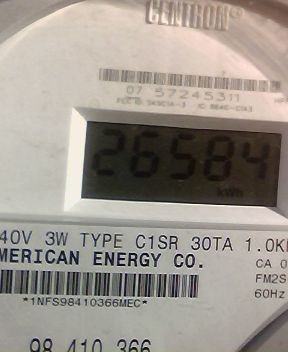 CENTRON®
07 57245311
26584
kWh
40V 3W TYPE C1SR 30TA 1.0K
MERICAN ENERGY CO.
CA 0
FM2S
60Hz
*1NFS98410366MEC*
98 410 366